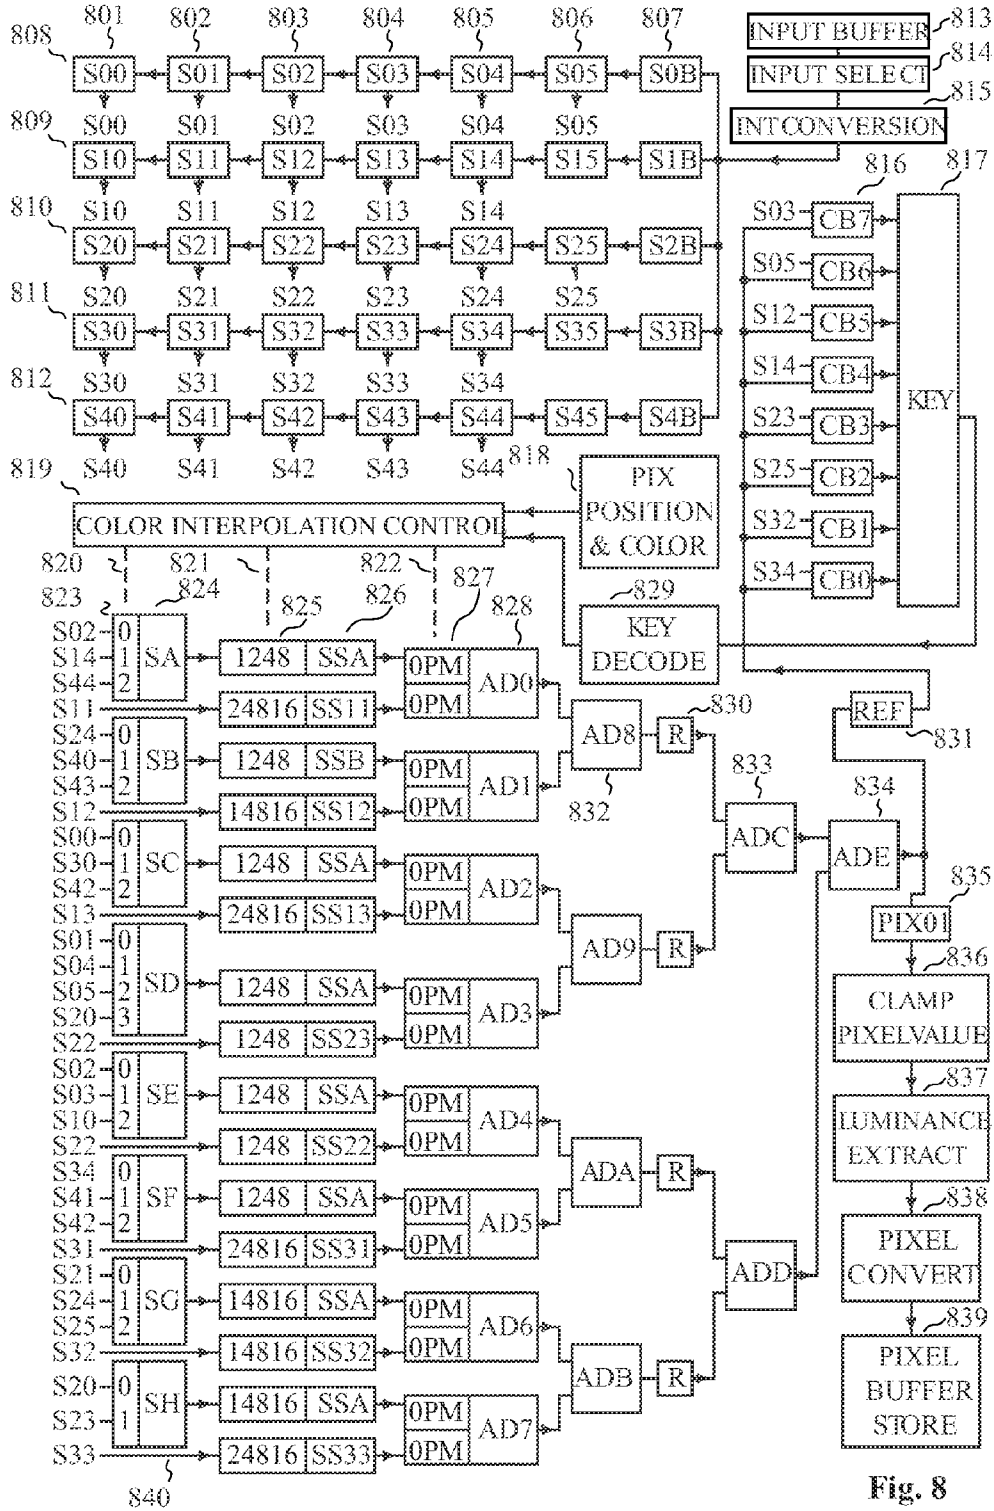 801 802 803 804 805 806 807
INPUT BUFFER 813
808
INPUT SELECT 814
S00 S01 S02 S03 S04 S05 S0B
815
S00 S01 S02 S03 S04 S05
INTCONVERSION
809
S10 S11 S12 S13 S14 S15 S1B
816 817
S10 S11 S12 S13 S14
810
S03 CB7
S20 S21 S22 S23 S24 S25 S2B
S05 CB6
S20 S21 S22 S23 S24 S25
811
S12 CB5
S30 S31 S32 S33 S34 S35 S3B
S14 CB4
S30 S31 S32 S33 S34
812
KEY
S40 S41 S42 S43 S44 S45 S4B
S23 CB3
S40 S41 S42 S43 S44
818
S25 CB2
819
PIX
POSITION
& COLOR
COLOR INTERPOLATION CONTROL
S32 CB1
S34 CB0
820 821 822
823 824 825 826 827 828
829
KEY
DECODE
S02 0
S14 1 SA
S44 2
1248 SSA 0PM AD0
S11 24816 SS11 0PM
S24 0
S40 1 SB
S43 2
1248 SSB 0PM AD1
S12 14816 SS12 0PM
AD8
832
R
830
REF
831
S00 0
S30 1 SC
S42 2
1248 SSA 0PM AD2
S13 24816 SS13 0PM
833
ADC
834
ADE
S01 0
S04 1
S05 2 SD
S20 3
1248 SSA 0PM AD3
S22 1248 SS23 0PM
AD9
R
835
PIX01
836
CLAMP
PIXELVALUE
S02 0
S03 1 SE
S10 2
1248 SSA 0PM AD4
S22 1248 SS22 0PM
837
LUMINANCE
EXTRACT
S34 0
S41 1 SF
S42 2
1248 SSA 0PM AD5
S31 24816 SS31 0PM
ADA
R
838
PIXEL
CONVERT
S21 0
S24 1 SG
S25 2
14816 SSA 0PM AD6
S32 14816 SS32 0PM
ADD
839
PIXEL
BUFFER
STORE
S20 0
S23 1 SH
14816 SSA 0PM AD7
S33 24816 SS33 0PM
ADB
R
840
Fig. 8